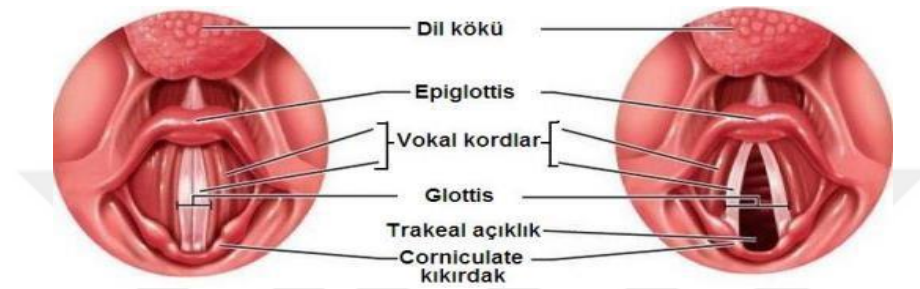 Dil kökü
Epiglottis
Vokal kordlar
Glottis
Trakeal açıklık
Corniculate
kıkırdak